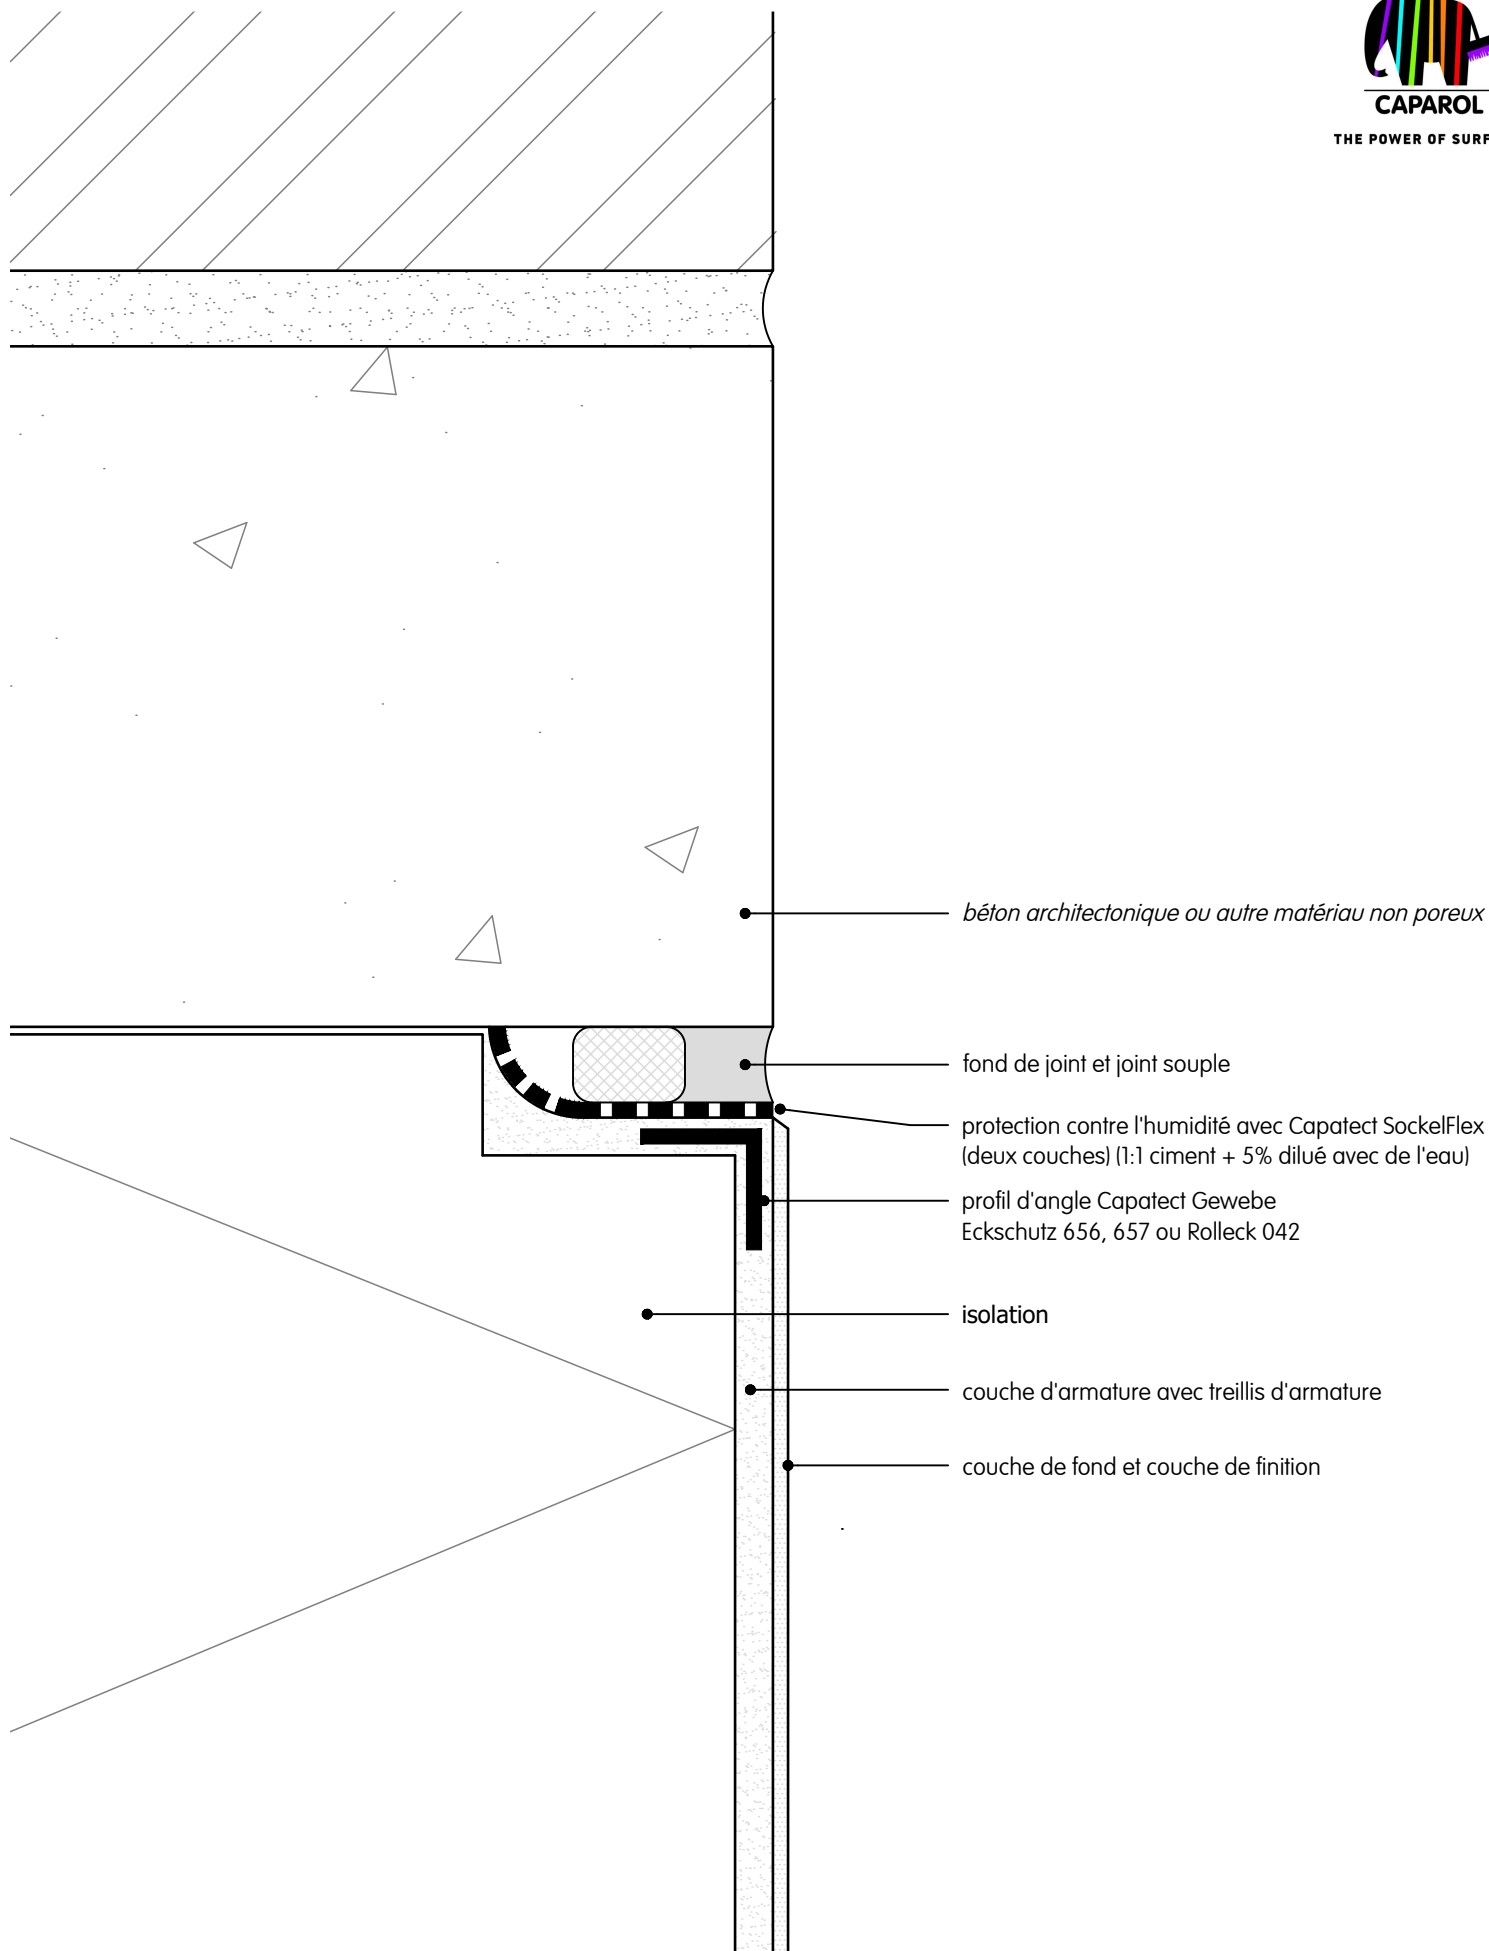 CAPAROL
THE POWER OF SURF
béton architectonique ou autre matériau non poreux
fond de joint et joint souple
protection contre l'humidité avec Capatect SockelFlex
(deux couches) (1:1 ciment + 5% dilué avec de l'eau)
profil d'angle Capatect Gewebe
Eckschutz 656, 657 ou Rolleck 042
isolation
couche d'armature avec treillis d'armature
couche de fond et couche de finition